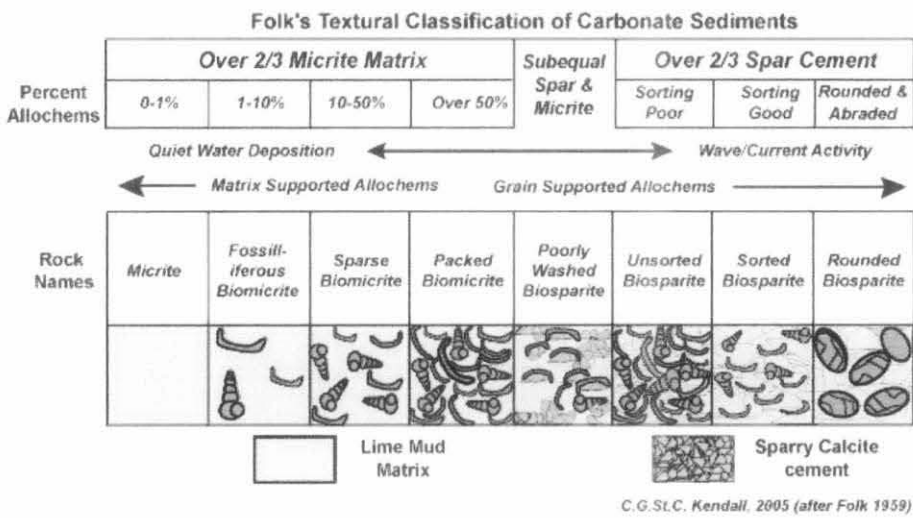 Folk's Textural Classification of Carbonate Sediments
Percent
Allochems
Over 2/3 Micrite Matrix
0-1%
1-10%
10-50%
Over 50%
Subequal
Spar &
Micrite
Over 2/3 Spar Cement
Sorting
Poor
Sorting
Good
Rounded &
Abraded
Quiet Water Deposition
Wave/Current Activity
Matrix Supported Allochems
Grain Supported Allochems
Rock
Names
Micrite
Fossill-
iferous
Biomicrite
Sparse
Biomicrite
Packed
Biomicrite
Poorly
Washed
Biosparite
Unsorted
Biosparite
Sorted
Biosparite
Rounded
Biosparite
Lime Mud
Matrix
Sparry Calcite
cement
C.G.St.C. Kendall, 2005 (after Folk 1959)